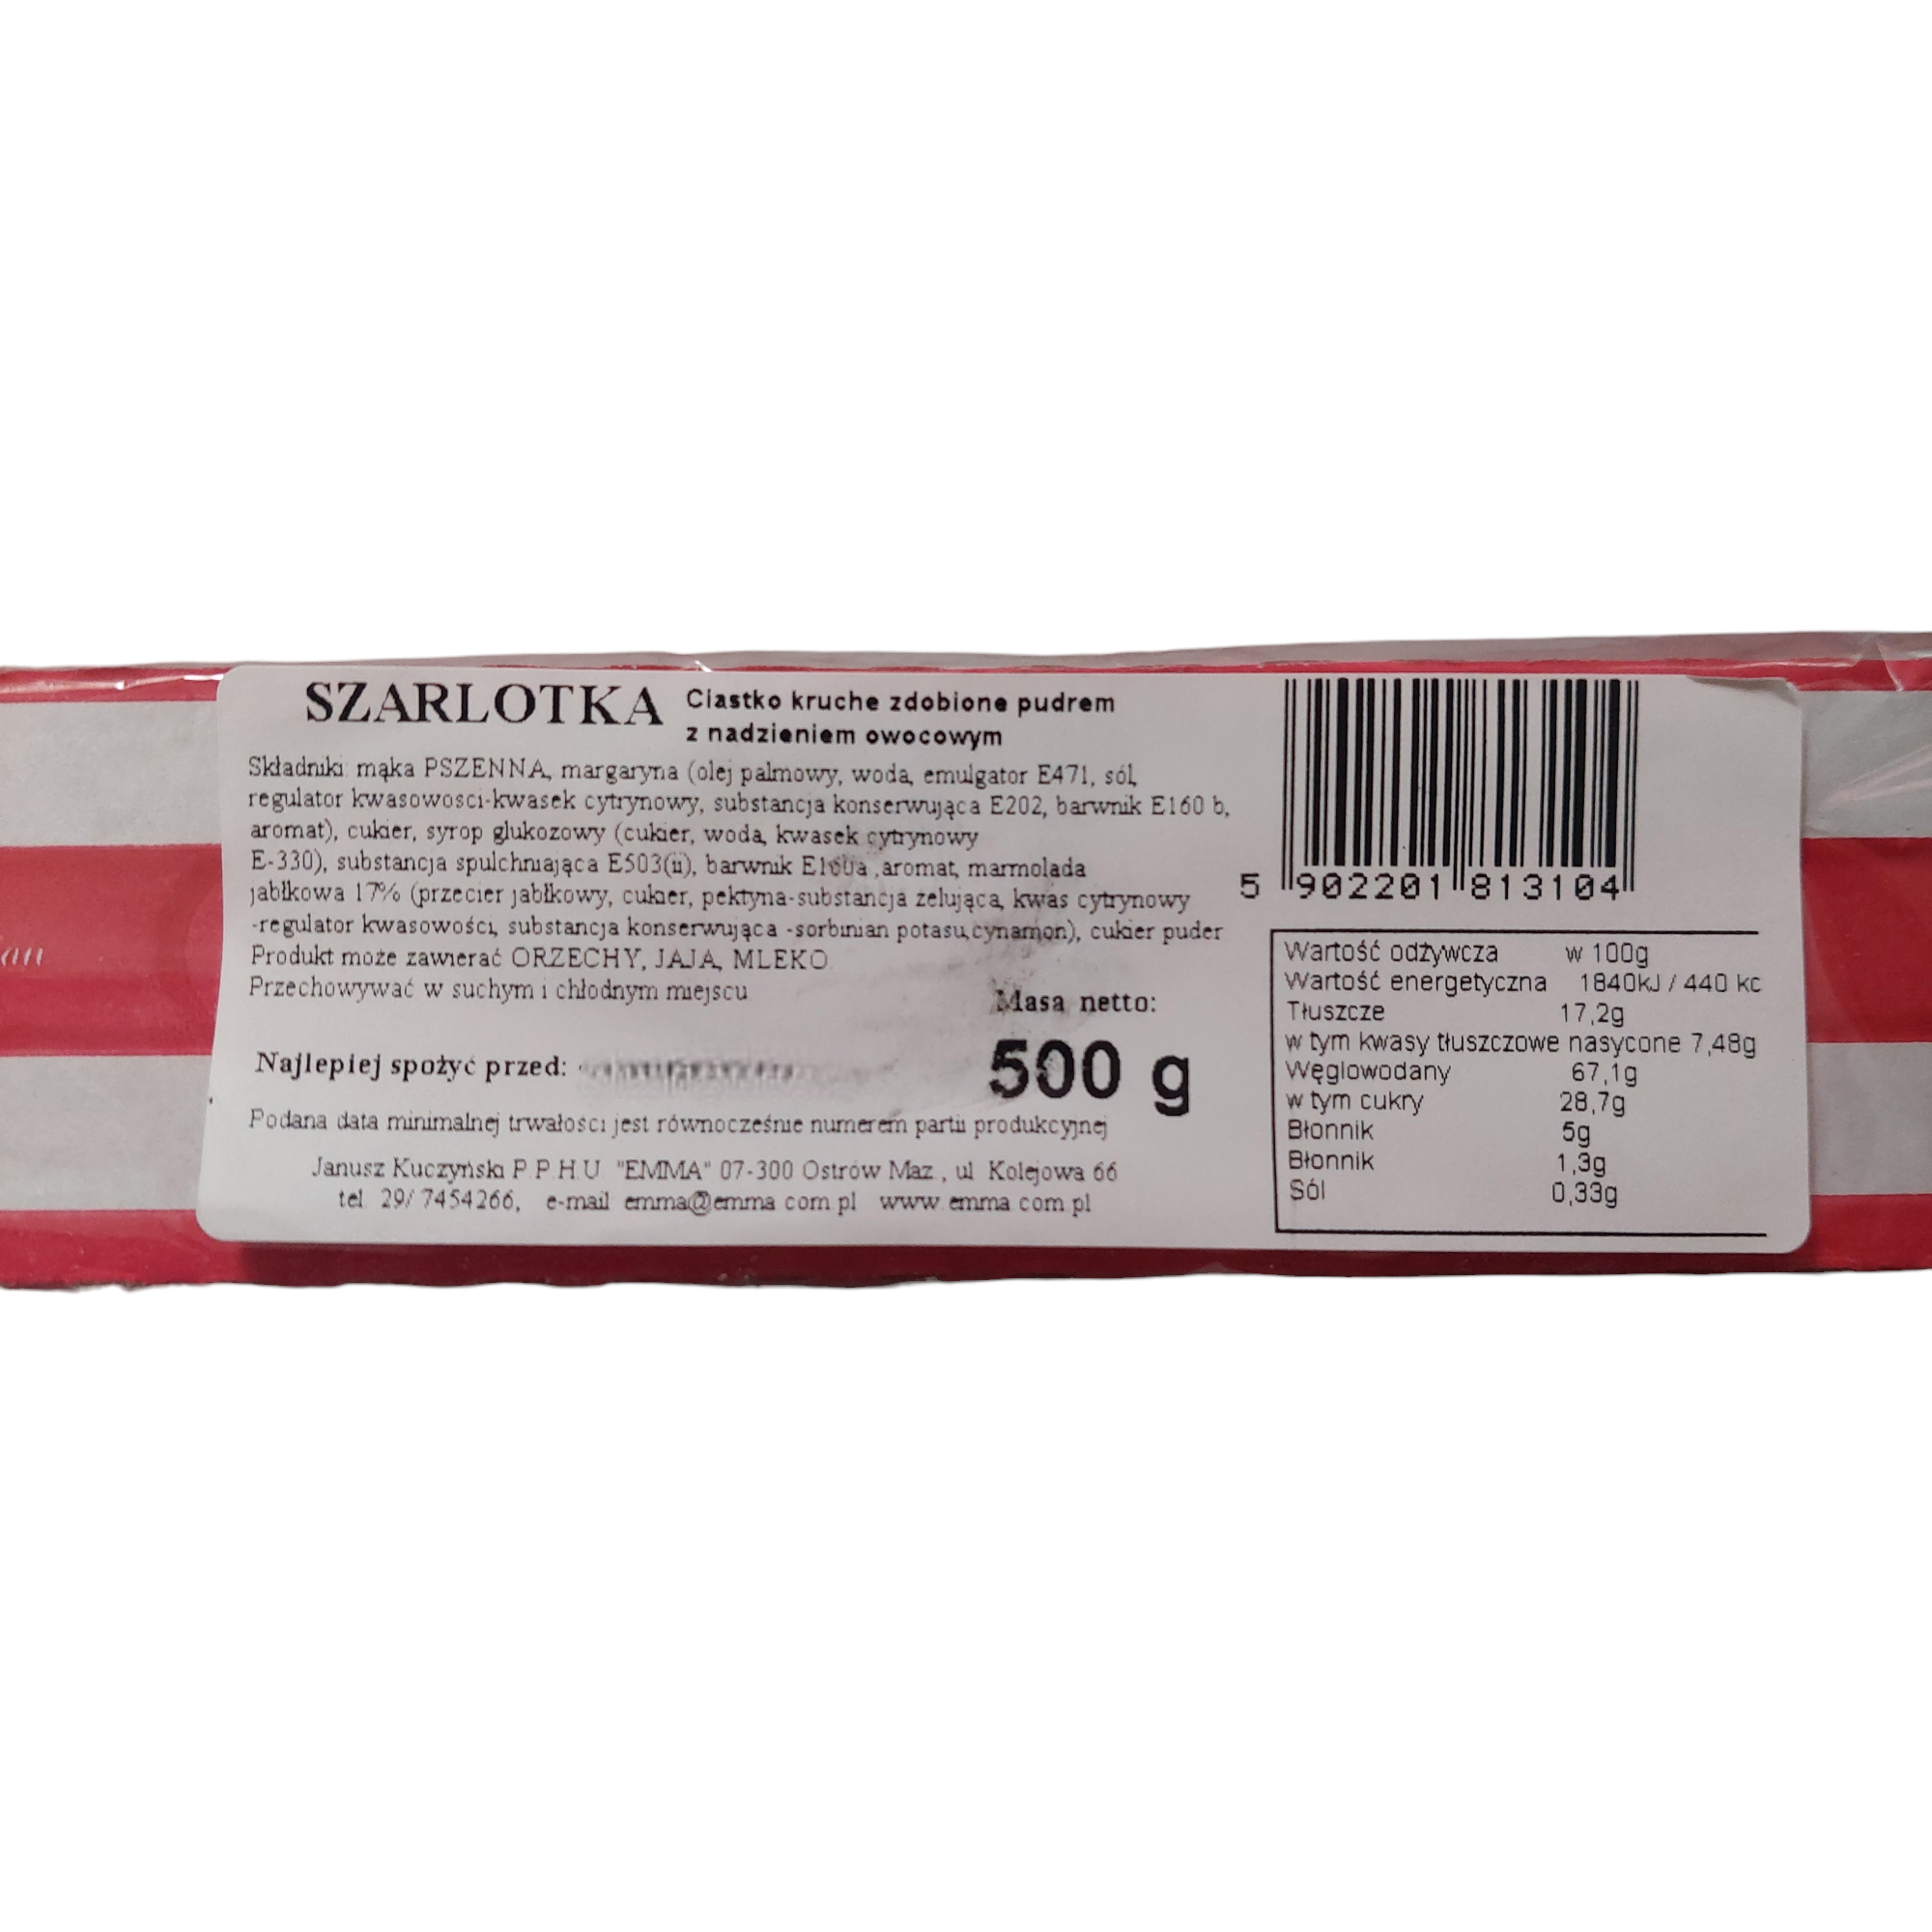 SZARLOTKA Ciastko kruche zdobione pudrem
z nadzieniem owocowym
Składniki: mąka PSZENNA, margaryna (olej palmowy, woda, emulgator E471, sól,
regulator kwasowosci-kwasek cytrynowy, substancja konserwująca E202, barwnik E160 b,
aromat), cukier, syrop glukozowy (cukier, woda, kwasek cytrynowy
E-330), substancja spulchniająca E503(ii), barwnik E160a ,aromat, marmolada
jabłkowa 17% (przecier jabłkowy, cukier, pektyna-substancja żelująca, kwas cytrynowy
-regulator kwasowości, substancja konserwująca -sorbinian potasu,cynamon), cukier puder
Produkt może zawierać ORZECHY, JAJA, MLEKO.
Przechowywać w suchym i chłodnym miejscu.
Masa netto:
500 g
Najlepiej spożyć przed:
Podana data minimalnej trwałości jest równocześnie numerem partii produkcyjnej
Janusz Kuczyński P.P.H.U. "EMMA" 07-300 Ostrów Maz., ul. Kolejowa 66
tel. 29/ 7454266, e-mail emma@emma.com.pl www.emma.com.pl
5 902201 813104
Wartość odżywcza w 100g
Wartość energetyczna 1840kJ / 440 kc
Tłuszcze 17,2g
w tym kwasy tłuszczowe nasycone 7,48g
Węglowodany 67,1g
w tym cukry 28,7g
Błonnik 5g
Błonnik 1,3g
Sól 0,33g